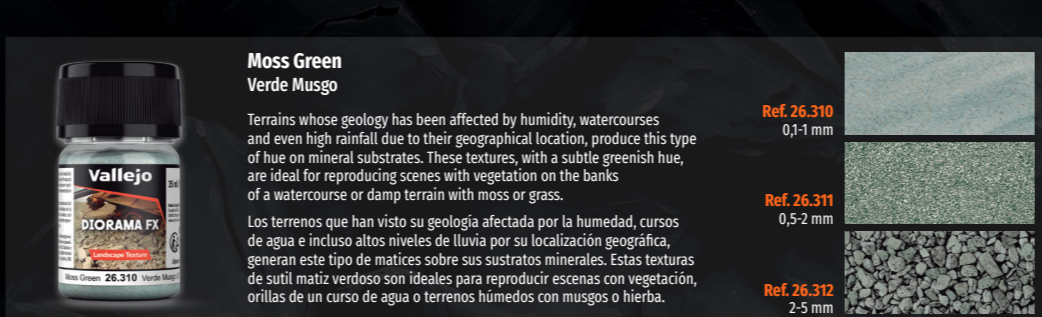 Moss Green
Verde Musgo
Terrains whose geology has been affected by humidity, watercourses
and even high rainfall due to their geographical location, produce this type
of hue on mineral substrates. These textures, with a subtle greenish hue,
are ideal for reproducing scenes with vegetation on the banks
of a watercourse or damp terrain with moss or grass.
Los terrenos que han visto su geología afectada por la humedad, cursos
de agua e incluso altos niveles de lluvia por su localización geográfica,
generan este tipo de matices sobre sus sustratos minerales. Estas texturas
de sutil matiz verdoso son ideales para reproducir escenas con vegetación,
orillas de un curso de agua o terrenos húmedos con musgos o hierba.
Vallejo
35ml
DIORAMA FX
Landscape Texture
Moss Green 26.310 Verde Musgo
Ref. 26.310
0,1-1 mm
Ref. 26.311
0,5-2 mm
Ref. 26.312
2-5 mm